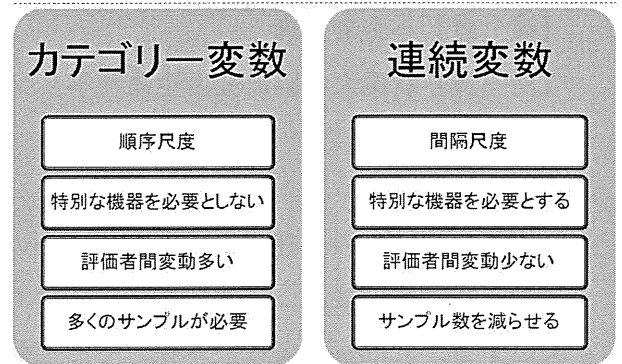 カテゴリー変数
順序尺度
特別な機器を必要としない
評価者間変動多い
多くのサンプルが必要
連続変数
間隔尺度
特別な機器を必要とする
評価者間変動少ない
サンプル数を減らせる